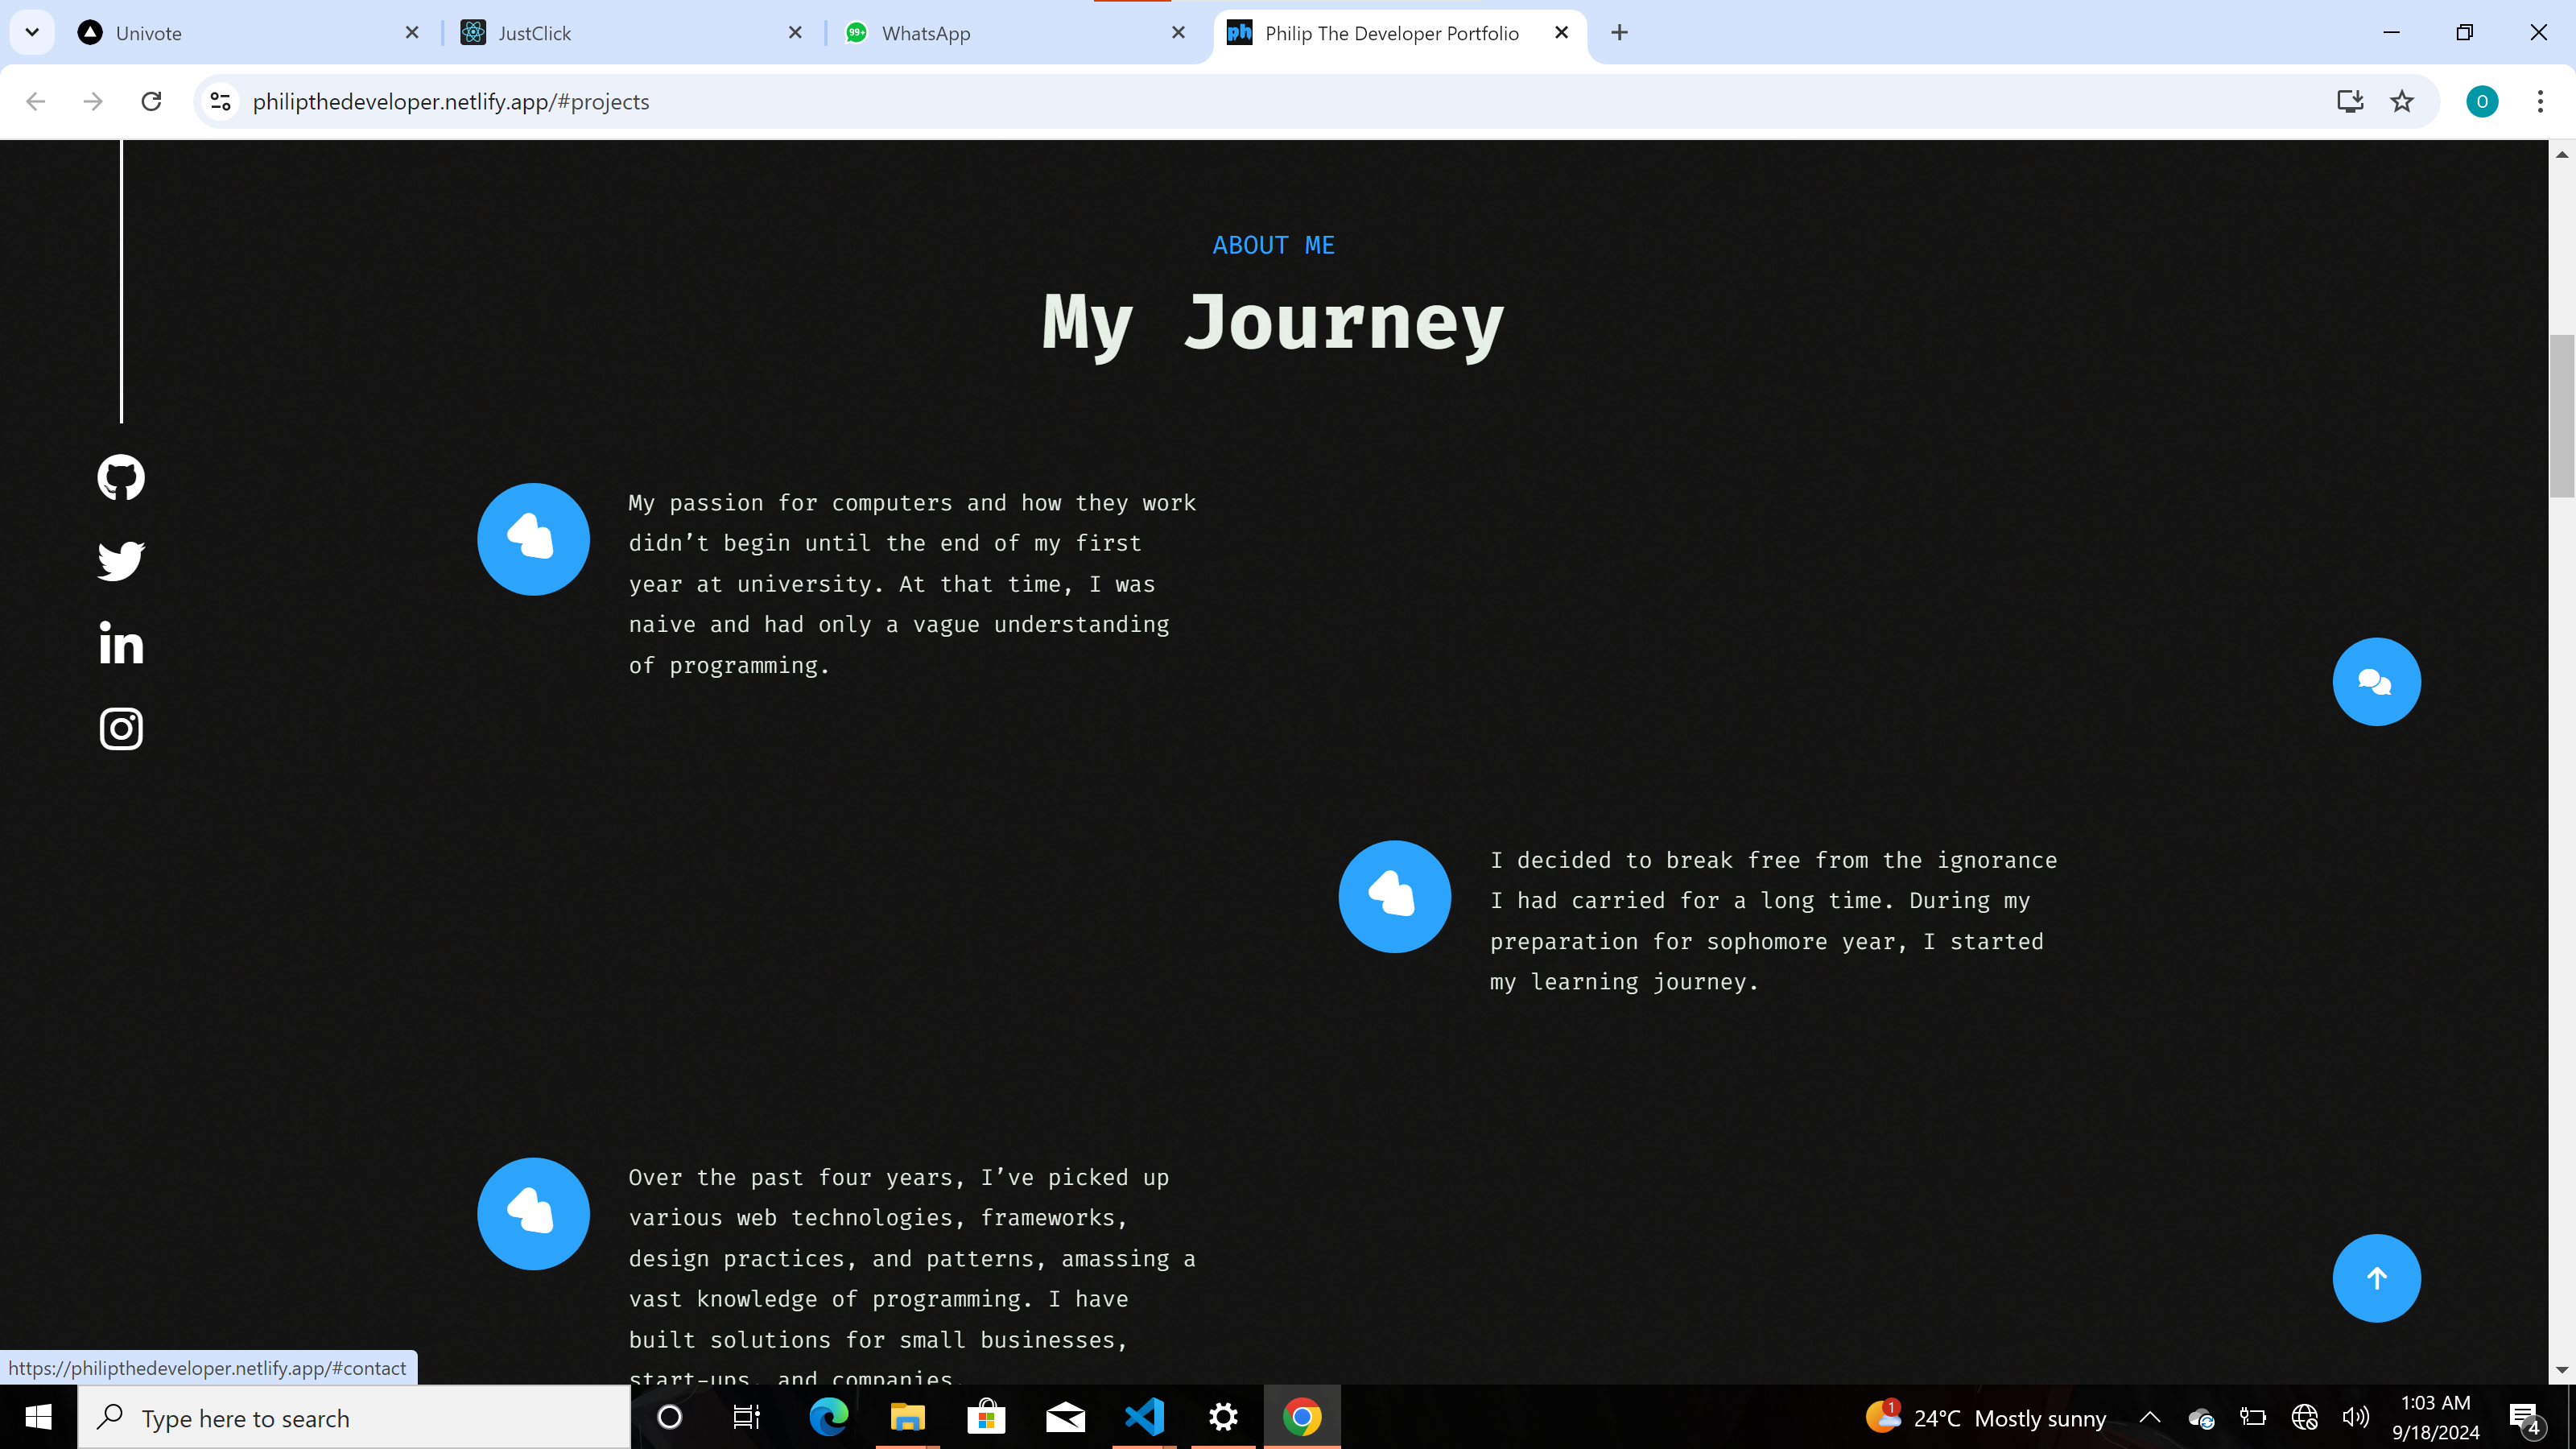 Univote
JustClick
99+
WhatsApp
ph
Philip The Developer Portfolio
philipthedeveloper.netlify.app/#projects
O
ABOUT ME
My Journey
My passion for computers and how they work
didn’t begin until the end of my first
year at university. At that time, I was
naive and had only a vague understanding
of programming.
in
I decided to break free from the ignorance
I had carried for a long time. During my
preparation for sophomore year, I started
my learning journey.
Over the past four years, I’ve picked up
various web technologies, frameworks,
design practices, and patterns, amassing a
vast knowledge of programming. I have
built solutions for small businesses,
start-ups, and companies.
https://philipthedeveloper.netlify.app/#contact
Type here to search
1
24°C Mostly sunny
1:03 AM
9/18/2024
4